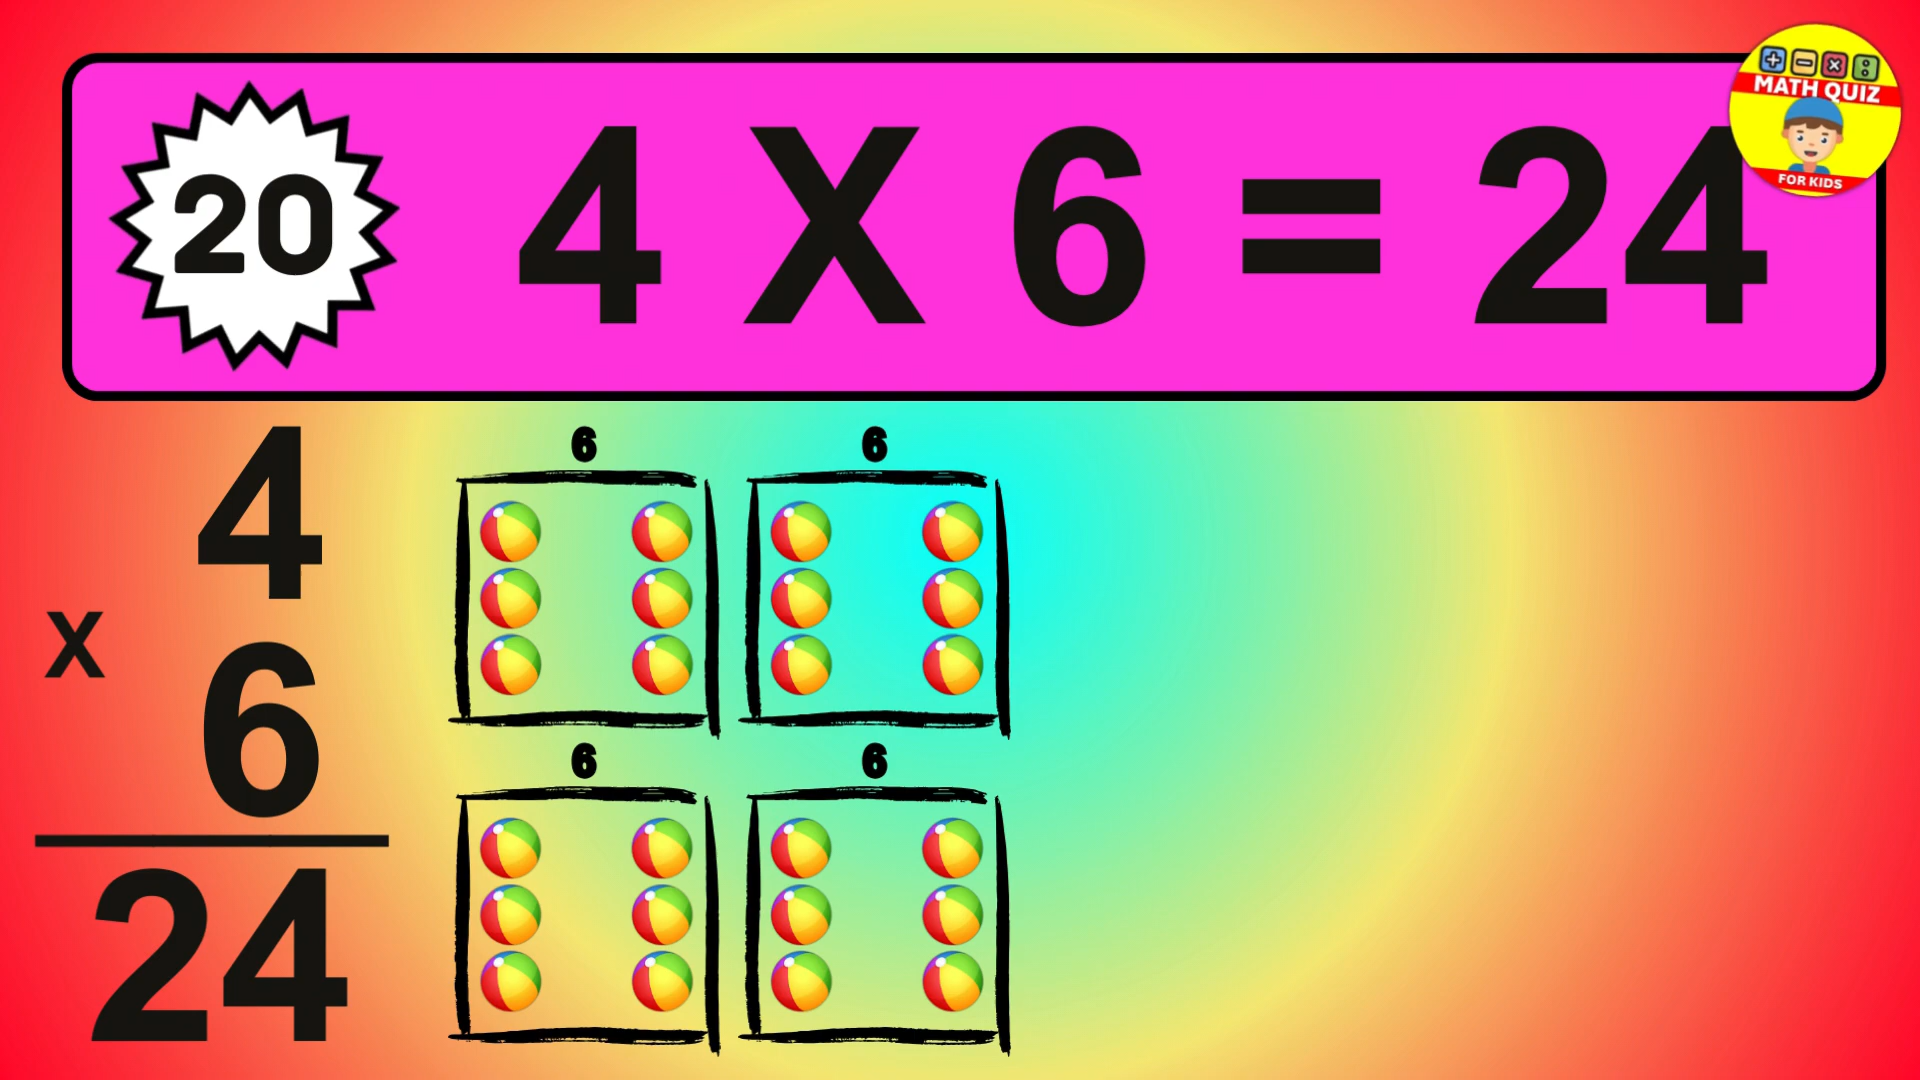 20 4 X 6 = 24
+ − × :
MATH QUIZ
FOR KIDS
4
x 6
24
6 6
6 6